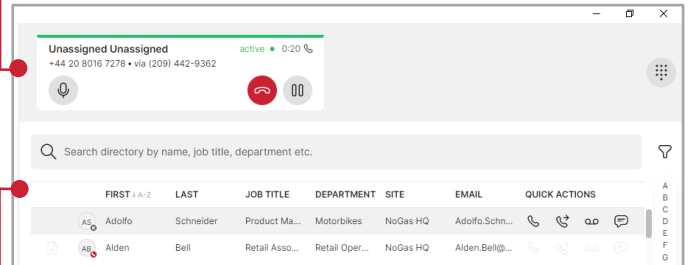 Unassigned Unassigned active • 0:20
+44 20 8016 7278 • via (209) 442-9362
Search directory by name, job title, department etc.
FIRST ↓ A-Z LAST JOB TITLE DEPARTMENT SITE EMAIL QUICK ACTIONS
AS Adolfo Schneider Product Ma... Motorbikes NoGas HQ Adolfo.Schn...
AB Alden Bell Retail Asso... Retail Oper... NoGas HQ Alden.Bell@...
A
B
C
D
E
F
G